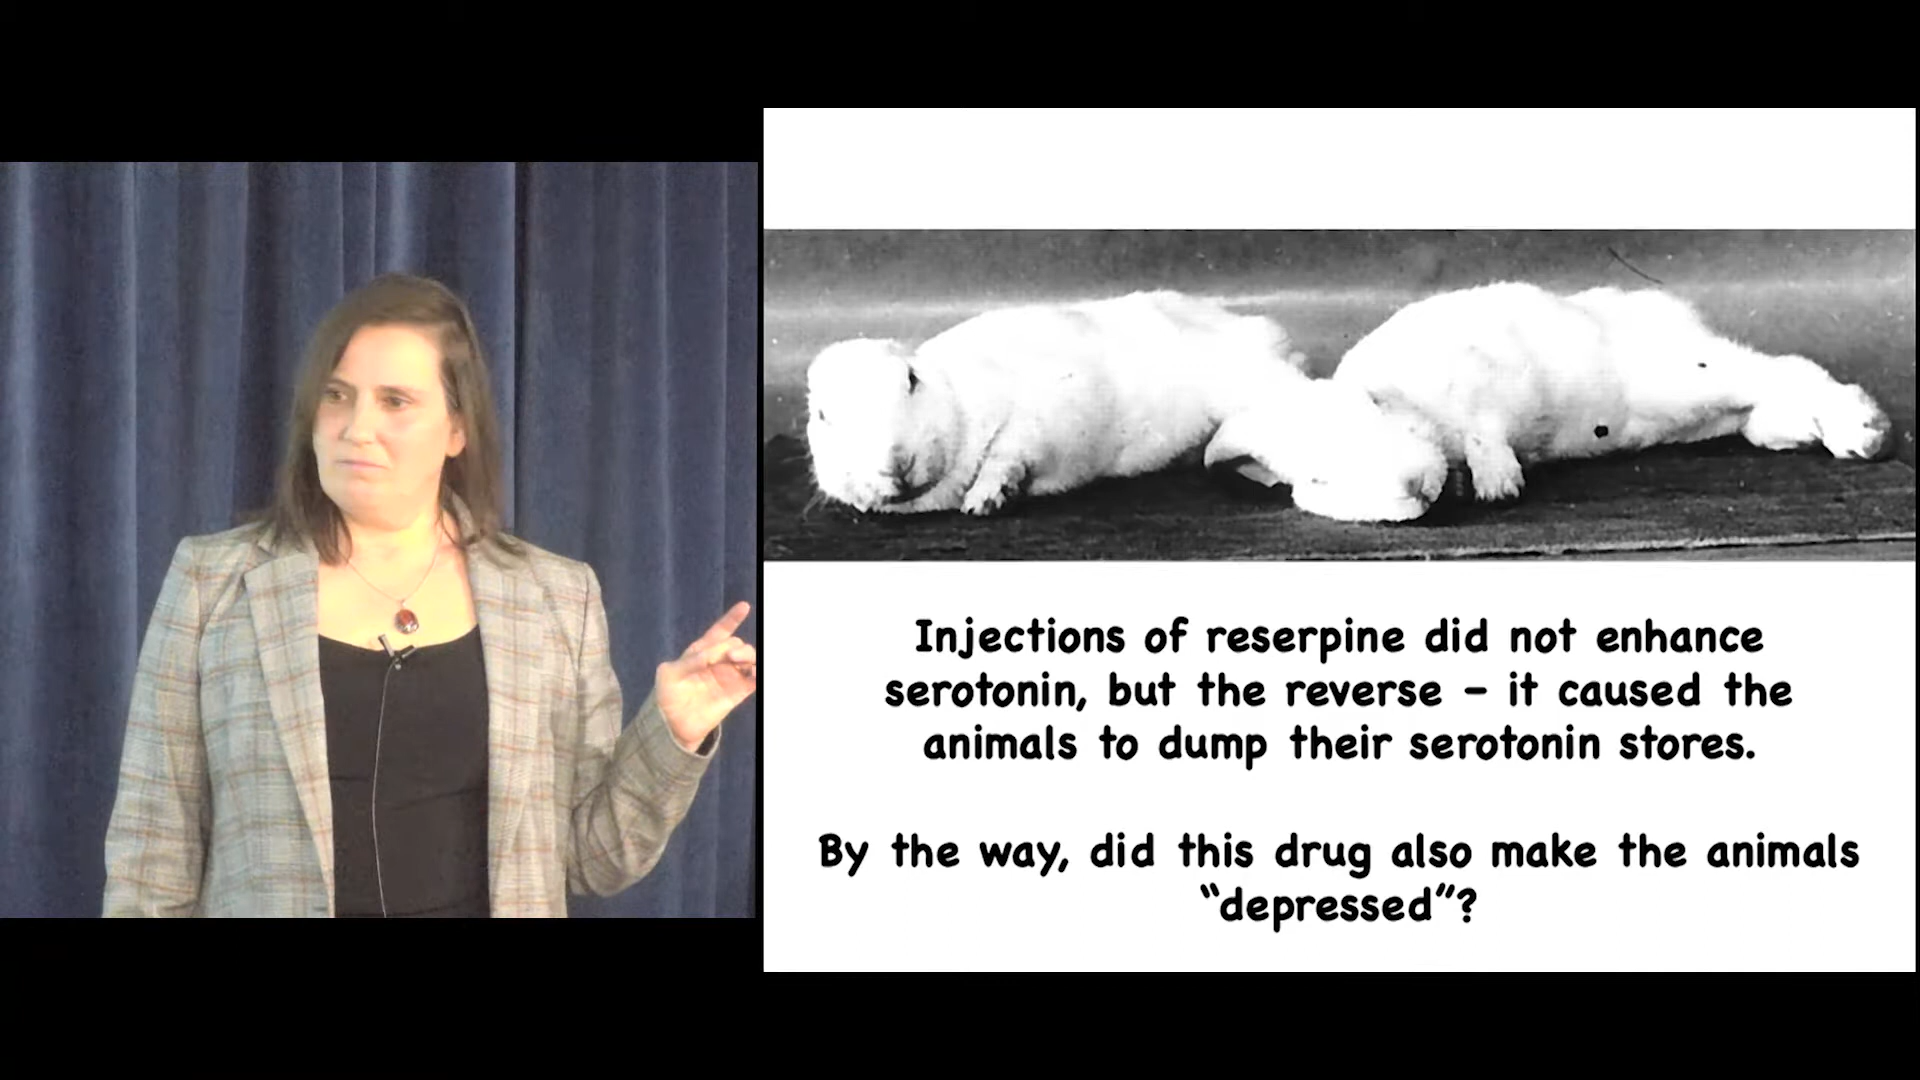 Injections of reserpine did not enhance
serotonin, but the reverse – it caused the
animals to dump their serotonin stores.
By the way, did this drug also make the animals
“depressed”?